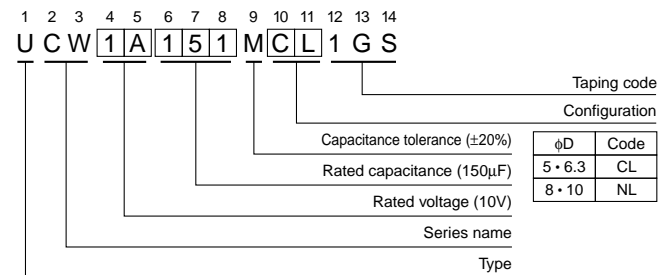 1 2 3 4 5 6 7 8 9 10 11 12 13 14
U C W 1 A 1 5 1 M C L 1 G S
Taping code
Configuration
Capacitance tolerance (±20%)
Rated capacitance (150μF)
Rated voltage (10V)
Series name
Type
ϕD Code
5 • 6.3 CL
8 • 10 NL